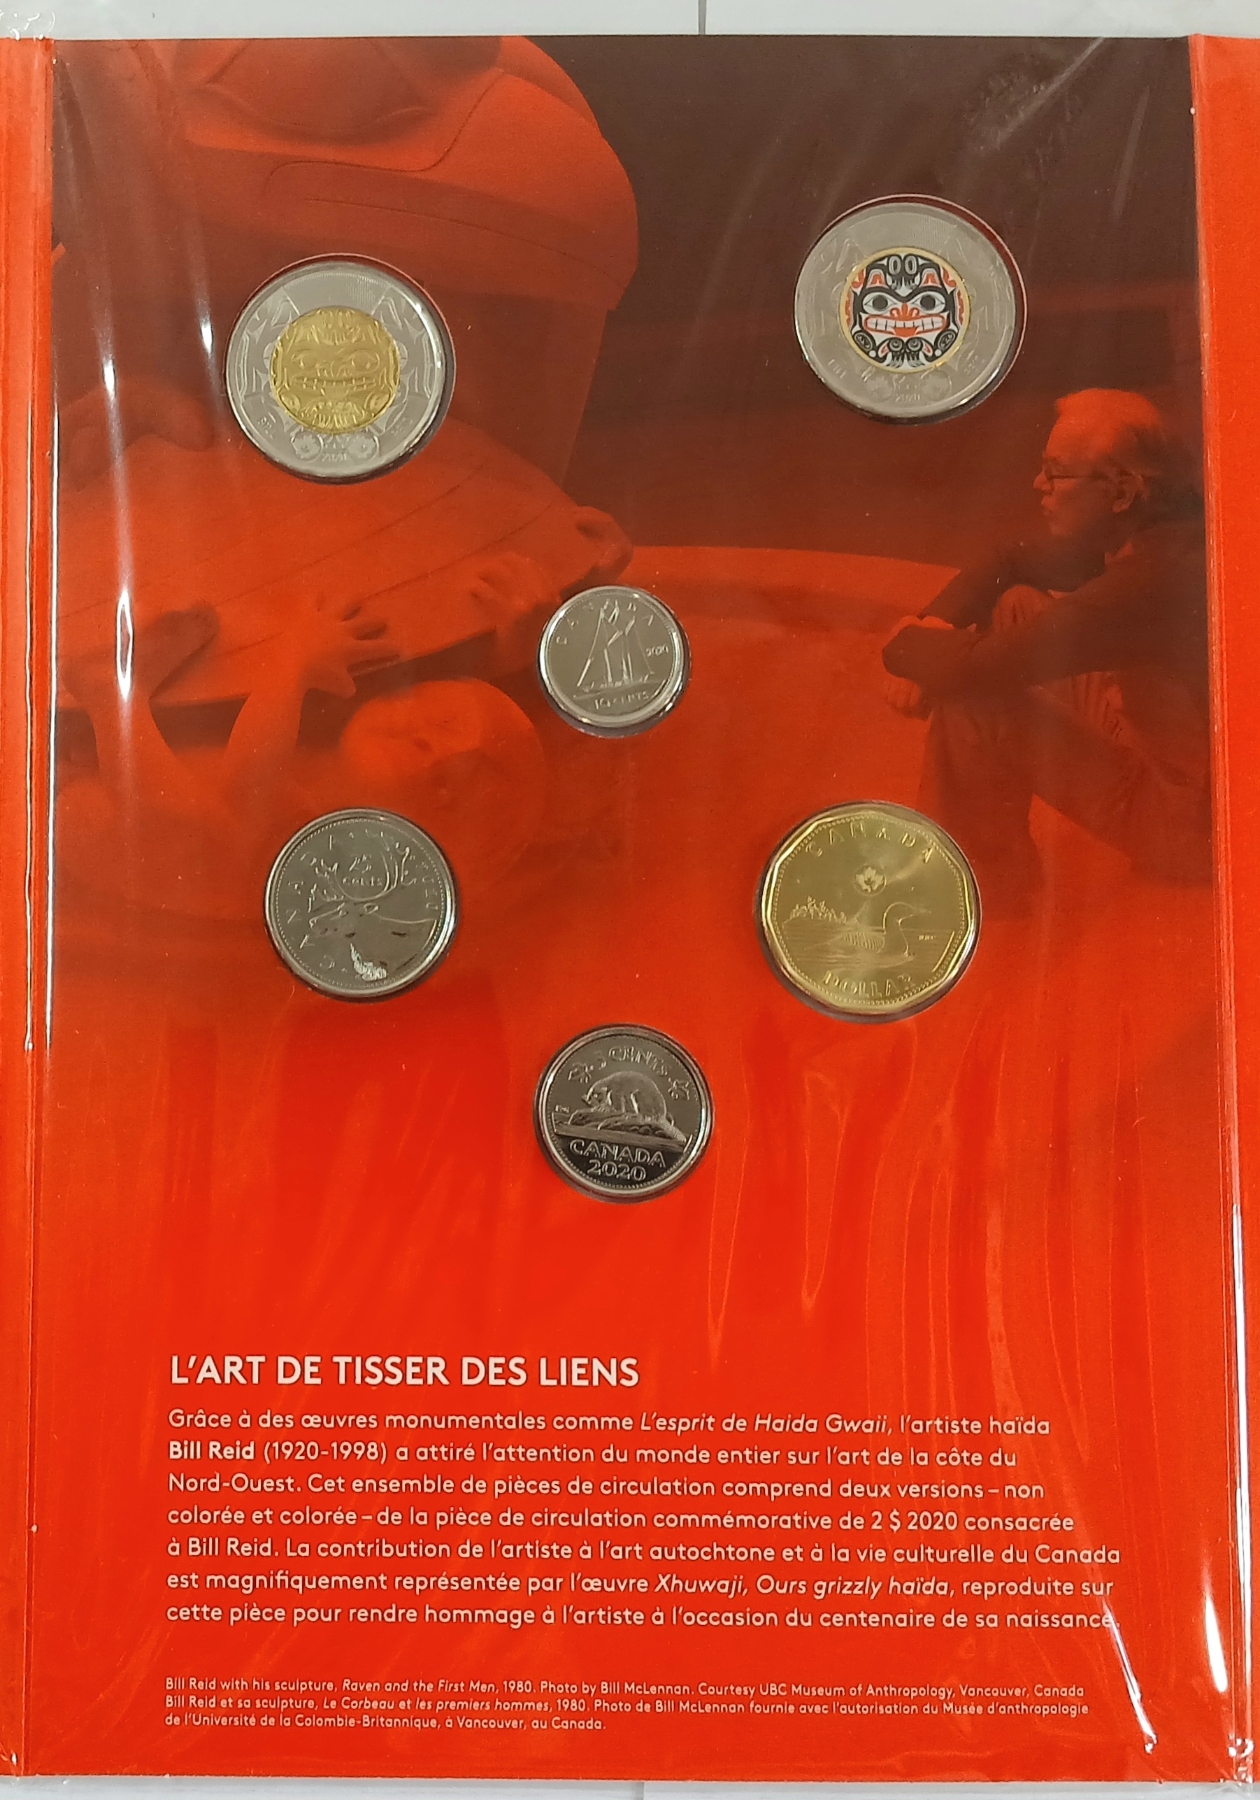 CANADA
2020
10 CENTS
CANADA
25
CENTS
CANADA
DOLLAR
5 CENTS
CANADA
2020
L'ART DE TISSER DES LIENS
Grâce à des œuvres monumentales comme L'esprit de Haida Gwaii, l'artiste haïda
Bill Reid (1920-1998) a attiré l'attention du monde entier sur l'art de la côte du
Nord-Ouest. Cet ensemble de pièces de circulation comprend deux versions – non
colorée et colorée – de la pièce de circulation commémorative de 2 $ 2020 consacrée
à Bill Reid. La contribution de l'artiste à l'art autochtone et à la vie culturelle du Canada
est magnifiquement représentée par l'œuvre Xhuwaji, Ours grizzly haïda, reproduite sur
cette pièce pour rendre hommage à l'artiste à l'occasion du centenaire de sa naissance.
Bill Reid with his sculpture, Raven and the First Men, 1980. Photo by Bill McLennan. Courtesy UBC Museum of Anthropology, Vancouver, Canada
Bill Reid et sa sculpture, Le Corbeau et les premiers hommes, 1980. Photo de Bill McLennan fournie avec l'autorisation du Musée d'anthropologie
de l'Université de la Colombie-Britannique, à Vancouver, au Canada.